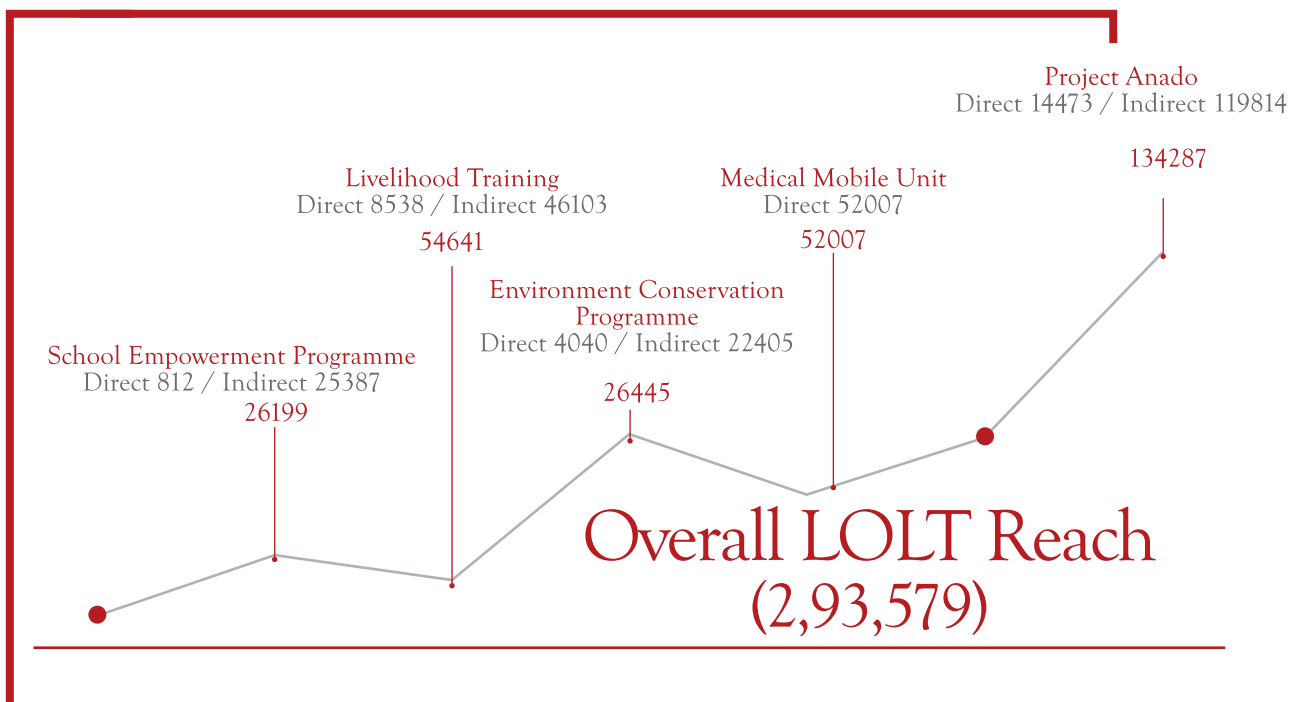 Project Anado
Direct 14473 / Indirect 119814
134287
Livelihood Training
Direct 8538 / Indirect 46103
54641
Medical Mobile Unit
Direct 52007
52007
Environment Conservation
Programme
Direct 4040 / Indirect 22405
26445
School Empowerment Programme
Direct 812 / Indirect 25387
26199
Overall LOLT Reach
(2,93,579)